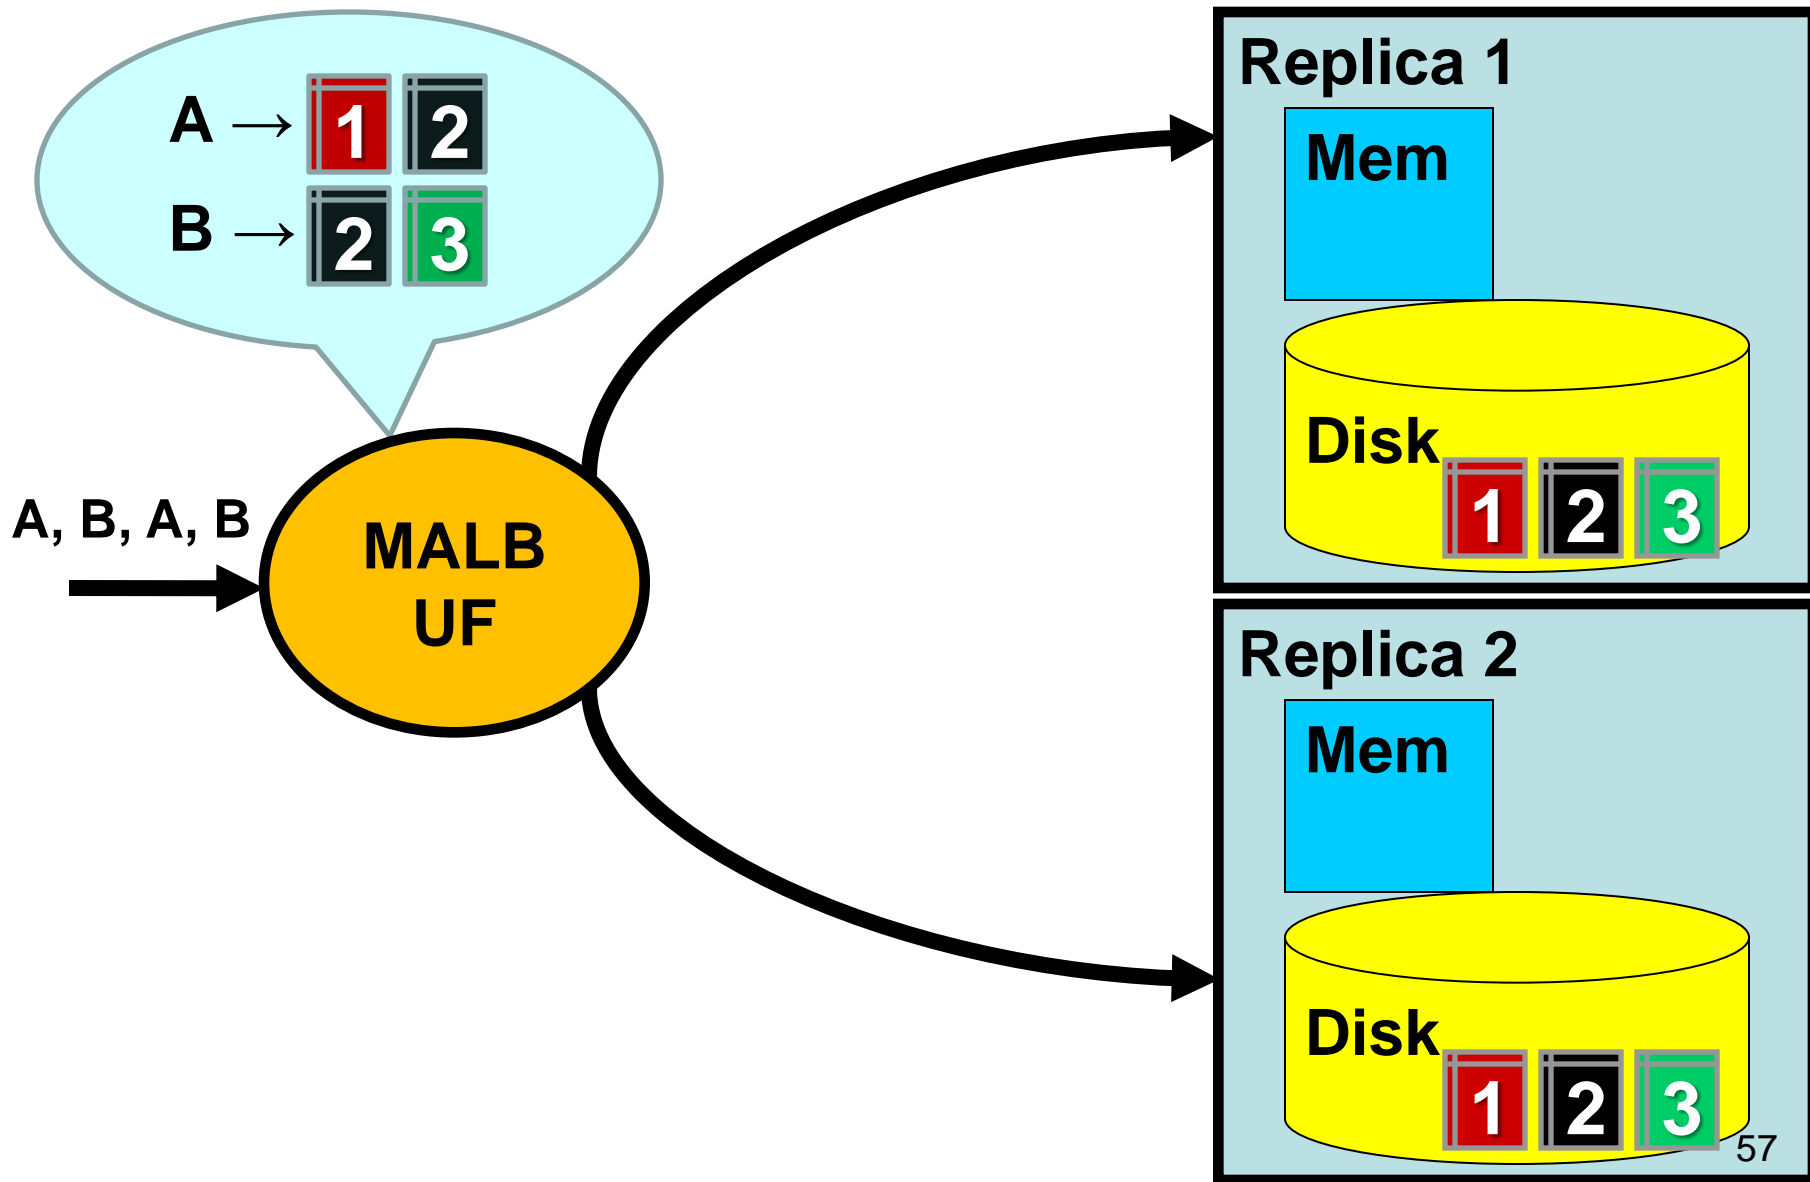 A → 1 2
B → 2 3
A, B, A, B
MALB
UF
Replica 1
Mem
Disk
1 2 3
Replica 2
Mem
Disk
1 2 3
57